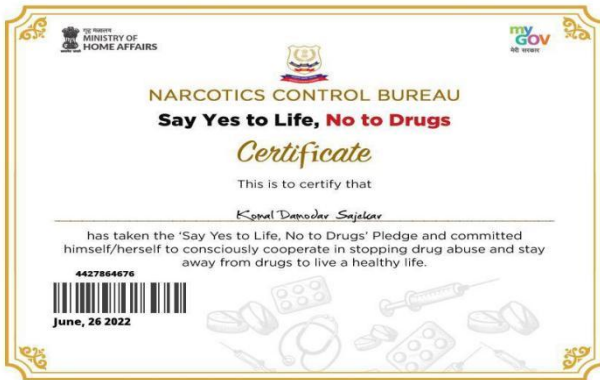 गृह मंत्रालय
MINISTRY OF
HOME AFFAIRS
my
GOV
मेरी सरकार
NARCOTICS CONTROL BUREAU
Say Yes to Life, No to Drugs
Certificate
This is to certify that
Komal Damodar Sajekar
has taken the 'Say Yes to Life, No to Drugs' Pledge and committed
himself/herself to consciously cooperate in stopping drug abuse and stay
away from drugs to live a healthy life.
4427864676
June, 26 2022